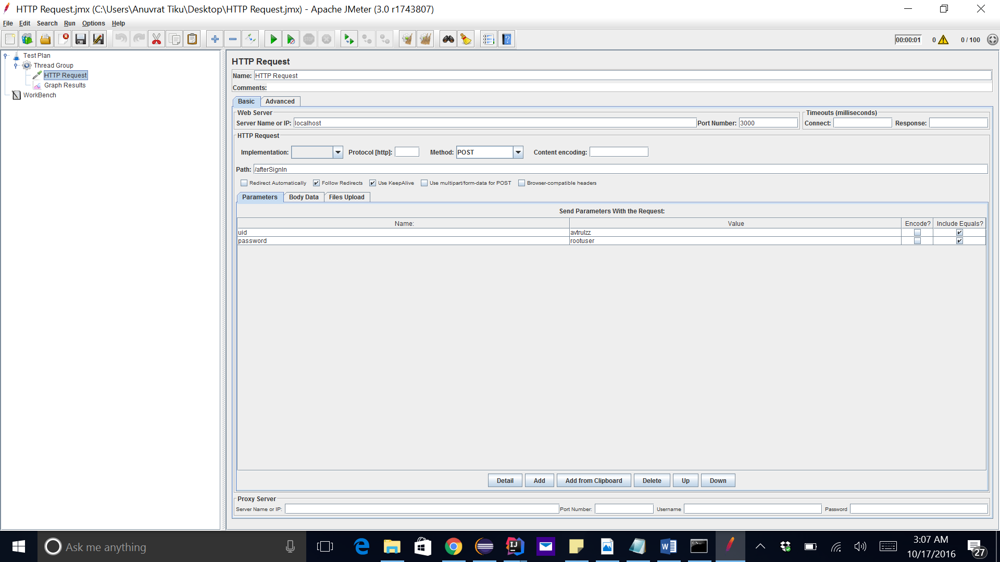 HTTP Request.jmx (C:\Users\Anuvrat Tiku\Desktop\HTTP Request.jmx) - Apache JMeter (3.0 r1743807)
File Edit Search Run Options Help
STOP
00:00:01 0 0 / 100
Test Plan
Thread Group
HTTP Request
Graph Results
WorkBench
HTTP Request
Name: HTTP Request
Comments:
Basic Advanced
Web Server
Server Name or IP: localhost Port Number: 3000
Timeouts (milliseconds)
Connect: Response:
HTTP Request
Implementation: Protocol [http]: Method: POST Content encoding:
Path: /afterSignIn
Redirect Automatically Follow Redirects Use KeepAlive Use multipart/form-data for POST Browser-compatible headers
Parameters Body Data Files Upload
Send Parameters With the Request:
Name: Value Encode? Include Equals?
uid avtrulzz
password rootuser
Detail Add Add from Clipboard Delete Up Down
Proxy Server
Server Name or IP: Port Number: Username Password
Ask me anything
3:07 AM
10/17/2016
27